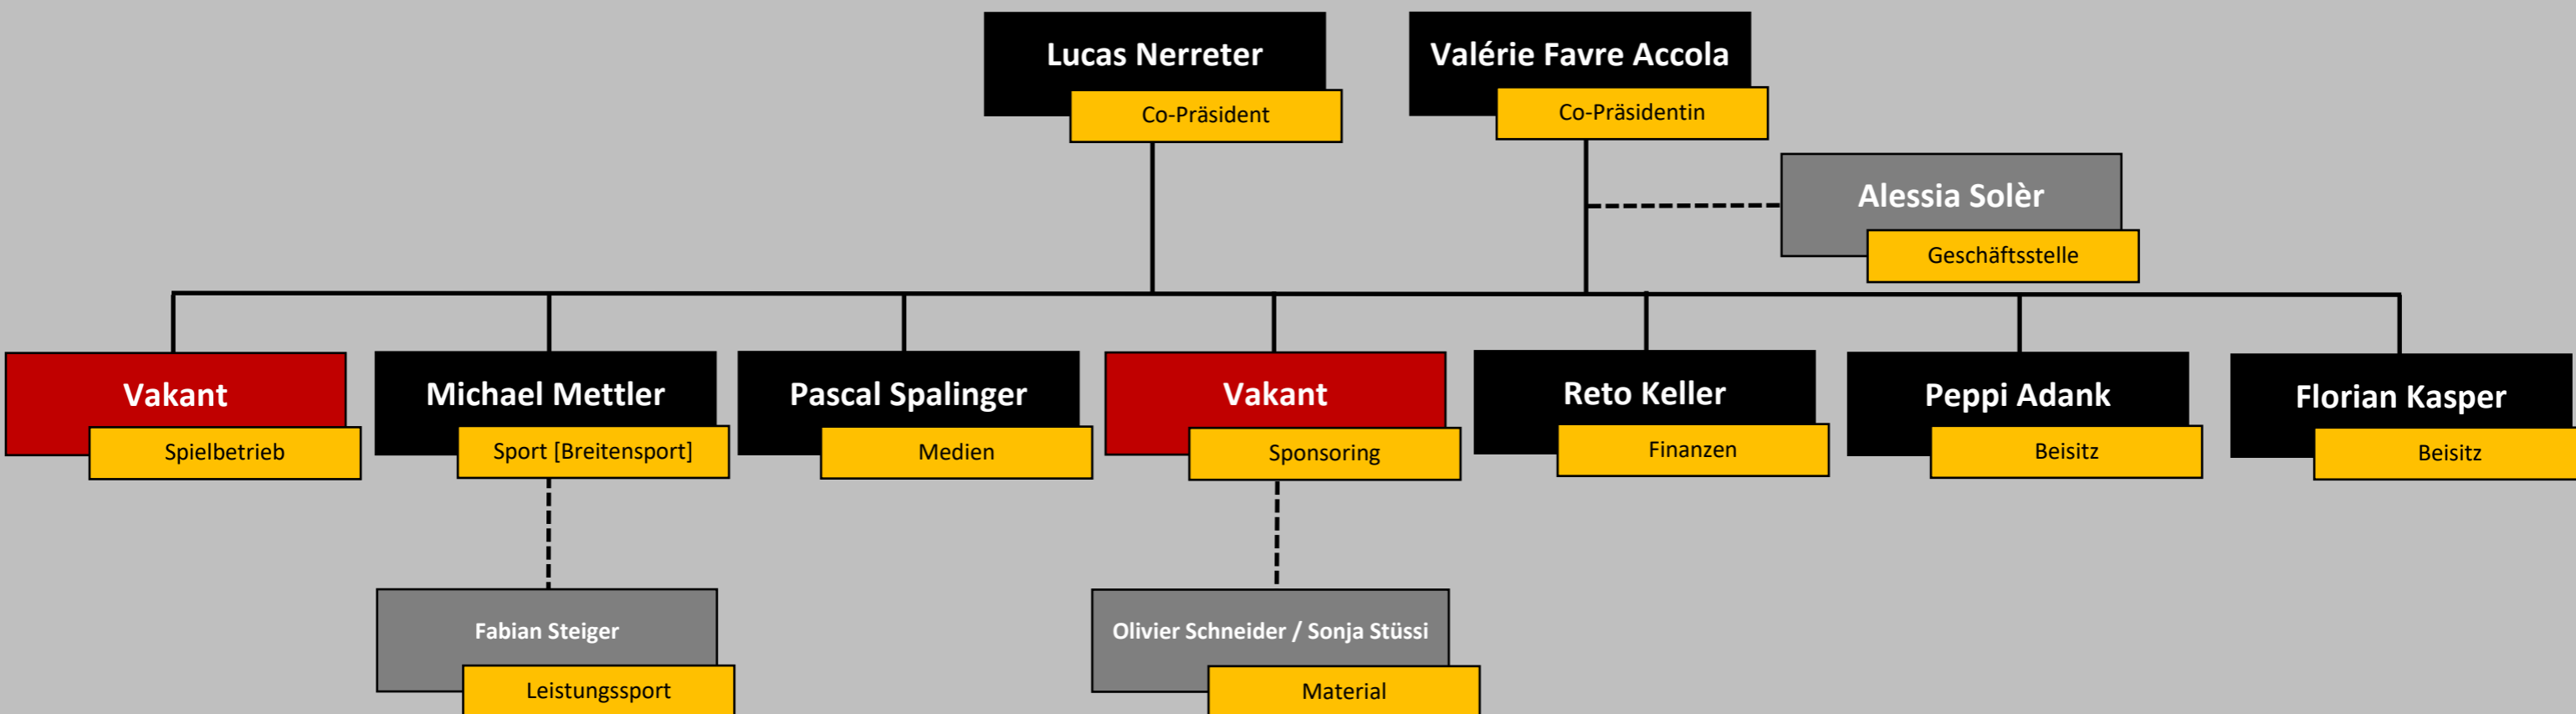 Lucas Nerreter
Co-Präsident
Valérie Favre Accola
Co-Präsidentin
Alessia Solèr
Geschäftsstelle
Vakant
Spielbetrieb
Michael Mettler
Sport [Breitensport]
Pascal Spalinger
Medien
Vakant
Sponsoring
Reto Keller
Finanzen
Peppi Adank
Beisitz
Florian Kasper
Beisitz
Fabian Steiger
Leistungssport
Olivier Schneider / Sonja Stüssi
Material